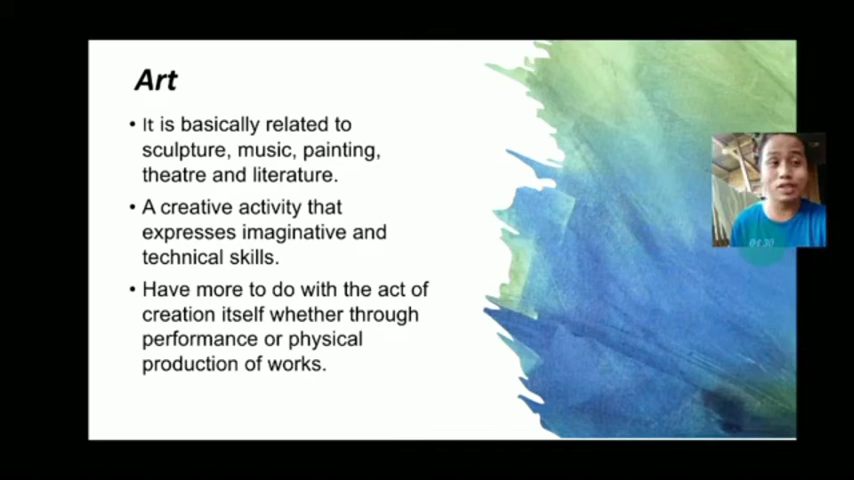 Art
• It is basically related to
sculpture, music, painting,
theatre and literature.
• A creative activity that
expresses imaginative and
technical skills.
• Have more to do with the act of
creation itself whether through
performance or physical
production of works.
04:30